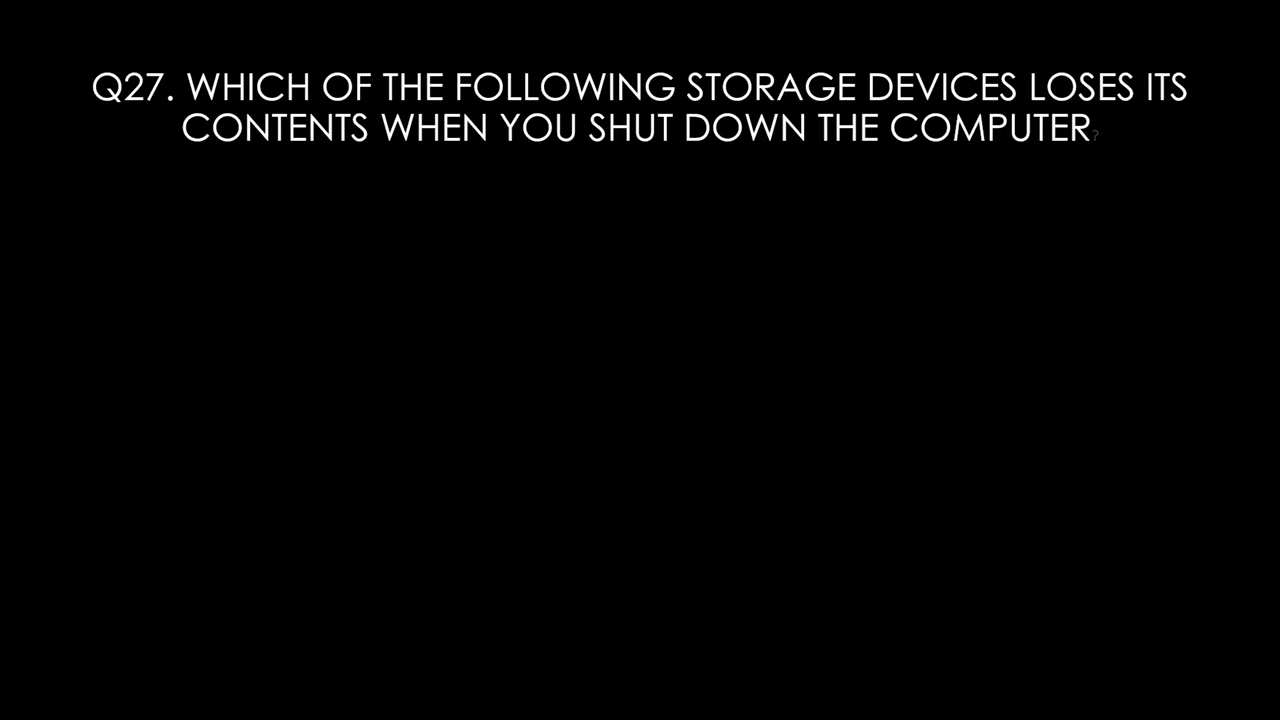 Q27. WHICH OF THE FOLLOWING STORAGE DEVICES LOSES ITS
CONTENTS WHEN YOU SHUT DOWN THE COMPUTER?